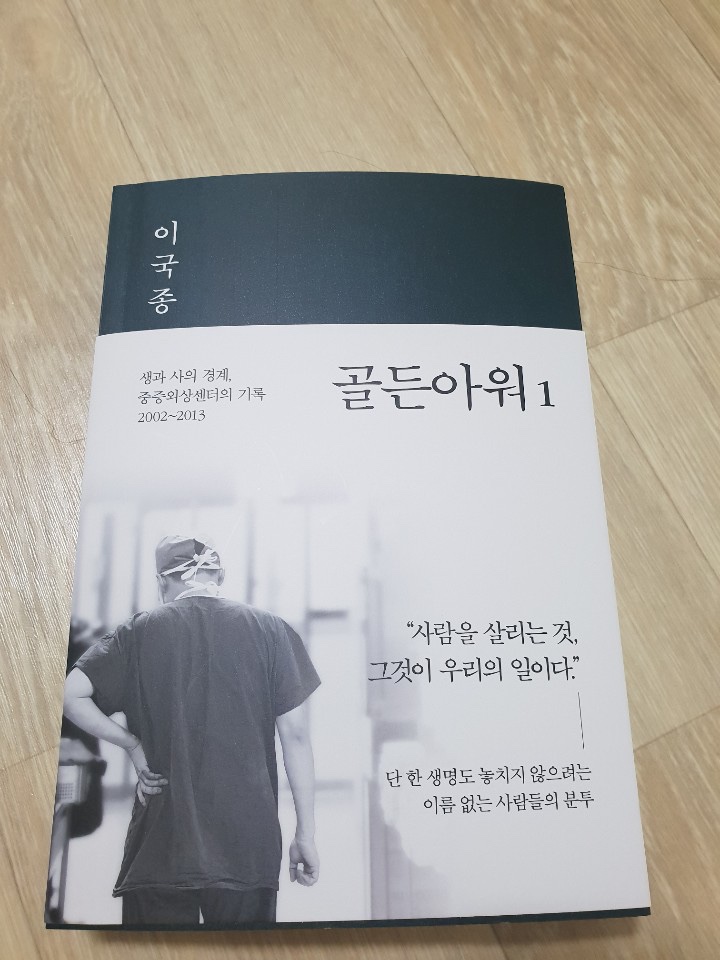 이국종
생과 사의 경계,
중증외상센터의 기록
2002~2013
골든아워 1
“사람을 살리는 것,
그것이 우리의 일이다.”
단 한 생명도 놓치지 않으려는
이름 없는 사람들의 분투